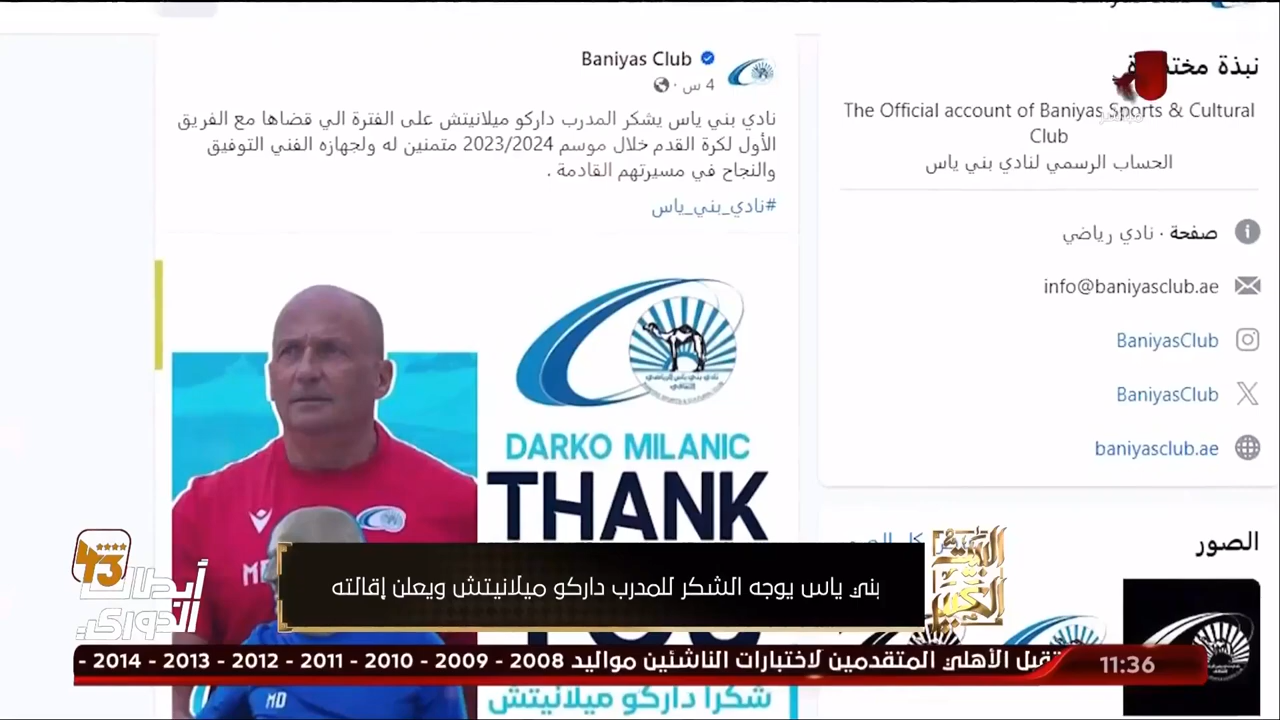 Baniyas Club
4 س
نادي بني ياس يشكر المدرب داركو ميلانيتش على الفترة الي قضاها مع الفريق
الأول لكرة القدم خلال موسم 2023/2024 متمنين له ولجهازه الفني التوفيق
والنجاح في مسيرتهم القادمة .
#نادي_بني_ياس
DARKO MILANIC
THANK
شكرا داركو ميلانيتش
MD
نبذة
The Official account of Baniyas Sports & Cultural
Club
الحساب الرسمي لنادي بني ياس
صفحة · نادي رياضي
info@baniyasclub.ae
BaniyasClub
BaniyasClub
baniyasclub.ae
الصور
بني ياس يوجه الشكر للمدرب داركو ميلانيتش ويعلن إقالته
43
أبطال
الدوري
الأهلي المتقدمين لاختبارات الناشئين مواليد 2008 - 2009 - 2010 - 2011 - 2012 - 2013 - 2014 -
11:36